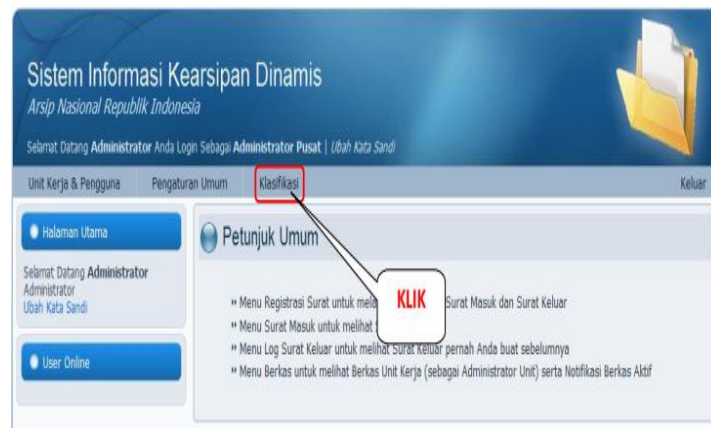 Sistem Informasi Kearsipan Dinamis
Arsip Nasional Republik Indonesia
Selamat Datang Administrator Anda Login Sebagai Administrator Pusat | Ubah Kata Sandi
Unit Kerja & Pengguna Pengaturan Umum Klasifikasi Keluar
Halaman Utama
Selamat Datang Administrator
Administrator
Ubah Kata Sandi
User Online
Petunjuk Umum
KLIK
Menu Registrasi Surat untuk Surat Masuk dan Surat Keluar
Menu Surat Masuk untuk melihat
Menu Log Surat Keluar untuk melihat Surat Keluar pernah Anda buat sebelumnya
Menu Berkas untuk melihat Berkas Unit Kerja (sebagai Administrator Unit) serta Notifikasi Berkas Aktif